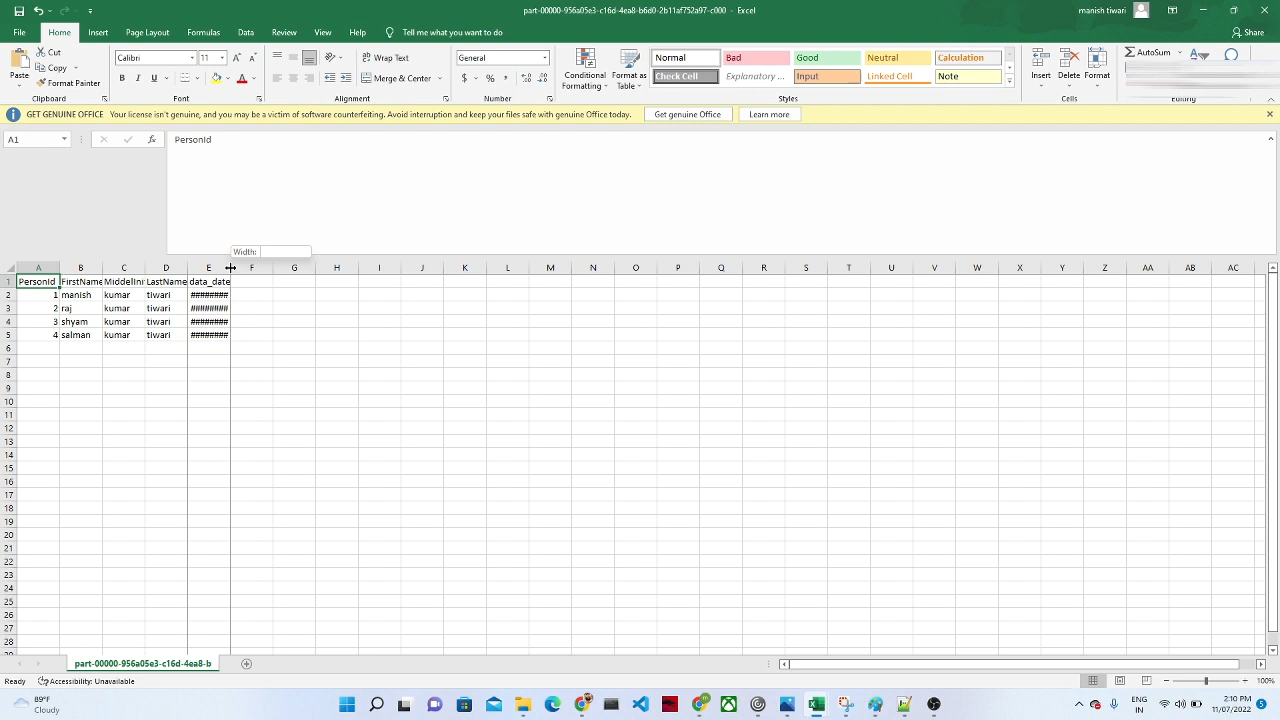 part-00000-956a05e3-c16d-4ea8-b6d0-2b11af752a97-c000 - Excel
manish tiwari
File Home Insert Page Layout Formulas Data Review View Help Tell me what you want to do Share
Paste Cut Copy Format Painter
Calibri 11
B I U A
Wrap Text
Merge & Center
General
$ % ,
Conditional Formatting
Format as Table
Normal Bad Good Neutral Calculation
Check Cell Explanatory ... Input Linked Cell Note
Insert Delete Format
AutoSum
Clipboard Font Alignment Number Styles Cells Editing
GET GENUINE OFFICE Your license isn't genuine, and you may be a victim of software counterfeiting. Avoid interruption and keep your files safe with genuine Office today. Get genuine Office Learn more
A1 fx PersonId
Width:
A B C D E F G H I J K L M N O P Q R S T U V W X Y Z AA AB AC
1 PersonId FirstName MiddelIni LastName data_date
2 1 manish kumar tiwari ########
3 2 raj kumar tiwari ########
4 3 shyam kumar tiwari ########
5 4 salman kumar tiwari ########
6
7
8
9
10
11
12
13
14
15
16
17
18
19
20
21
22
23
24
25
26
27
28
part-00000-956a05e3-c16d-4ea8-b
Ready Accessibility: Unavailable 100%
89°F
Cloudy
ENG
IN
2:10 PM
11/07/2022